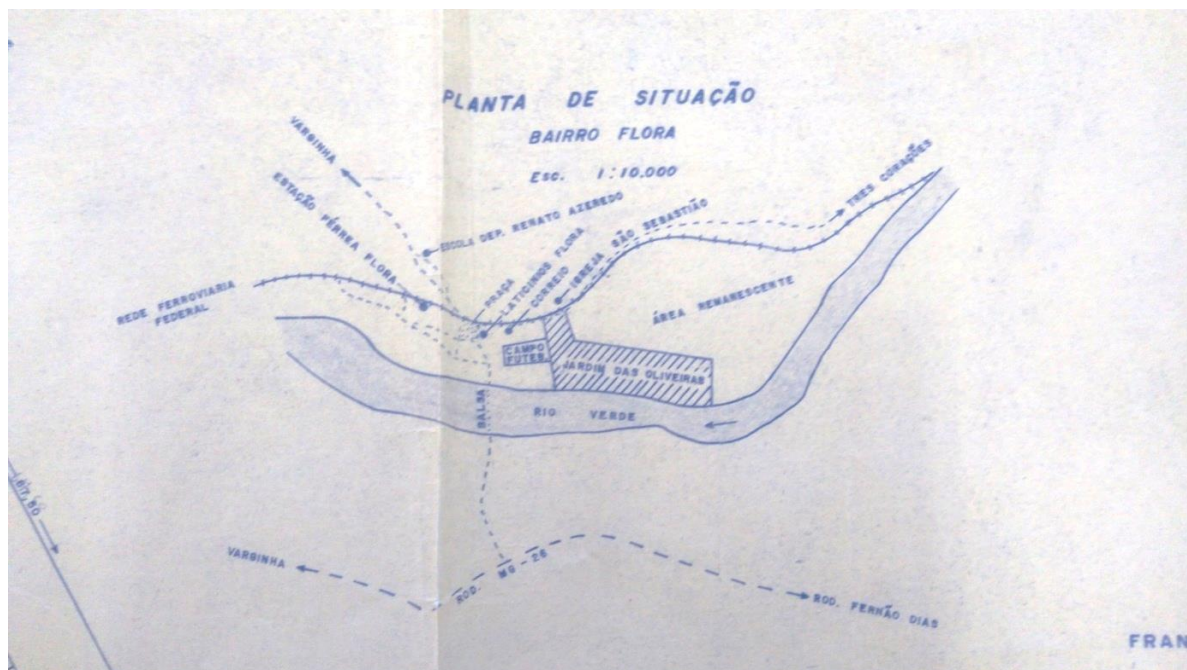 PLANTA DE SITUAÇÃO
BAIRRO FLORA
ESC. 1:10.000
VARGINHA
ESTAÇÃO FÉRREA FLORA
ESCOLA DEP. RENATO AZEREDO
PRAÇA
LATICINIOS FLORA
CORREIO
IGREJA SÃO SEBASTIÃO
TRES CORAÇÕES
REDE FERROVIARIA
FEDERAL
ÁREA REMANESCENTE
CAMPO
FUTEB
JARDIM DAS OLIVEIRAS
BALSA
RIO VERDE
VARGINHA
ROD. MG-26
ROD. FERNÃO DIAS
FRAN